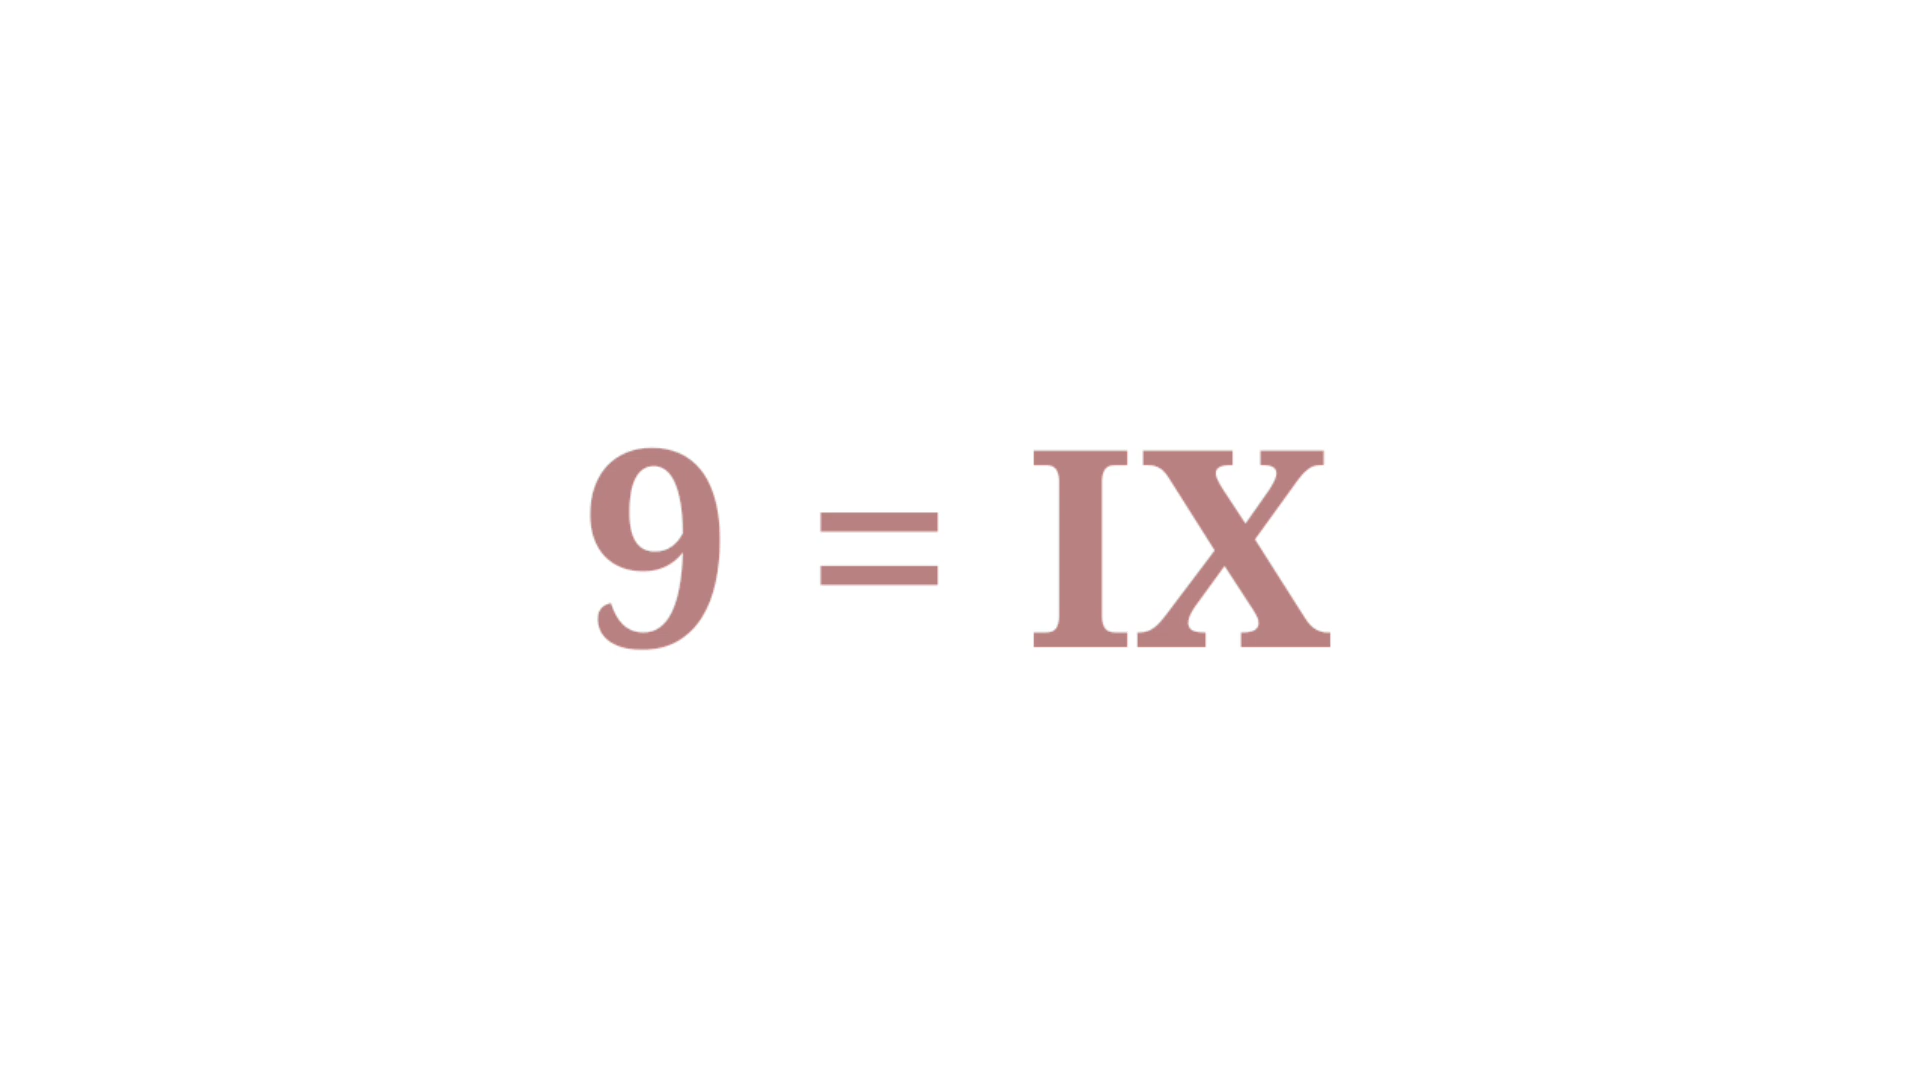 9 = IX